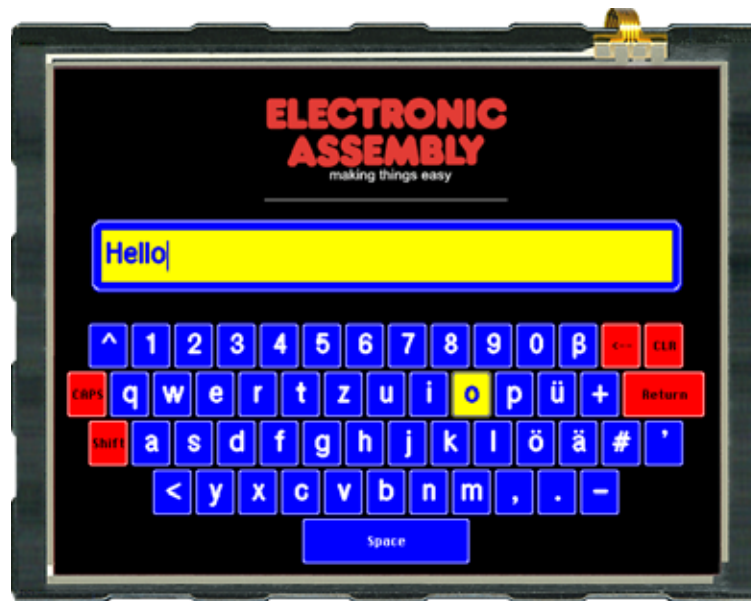 ELECTRONIC
ASSEMBLY
making things easy
Hello
^ 1 2 3 4 5 6 7 8 9 0 β <-- CLR
CAPS q w e r t z u i o p ü + Return
Shift a s d f g h j k l ö ä # '
< y x c v b n m , . -
Space